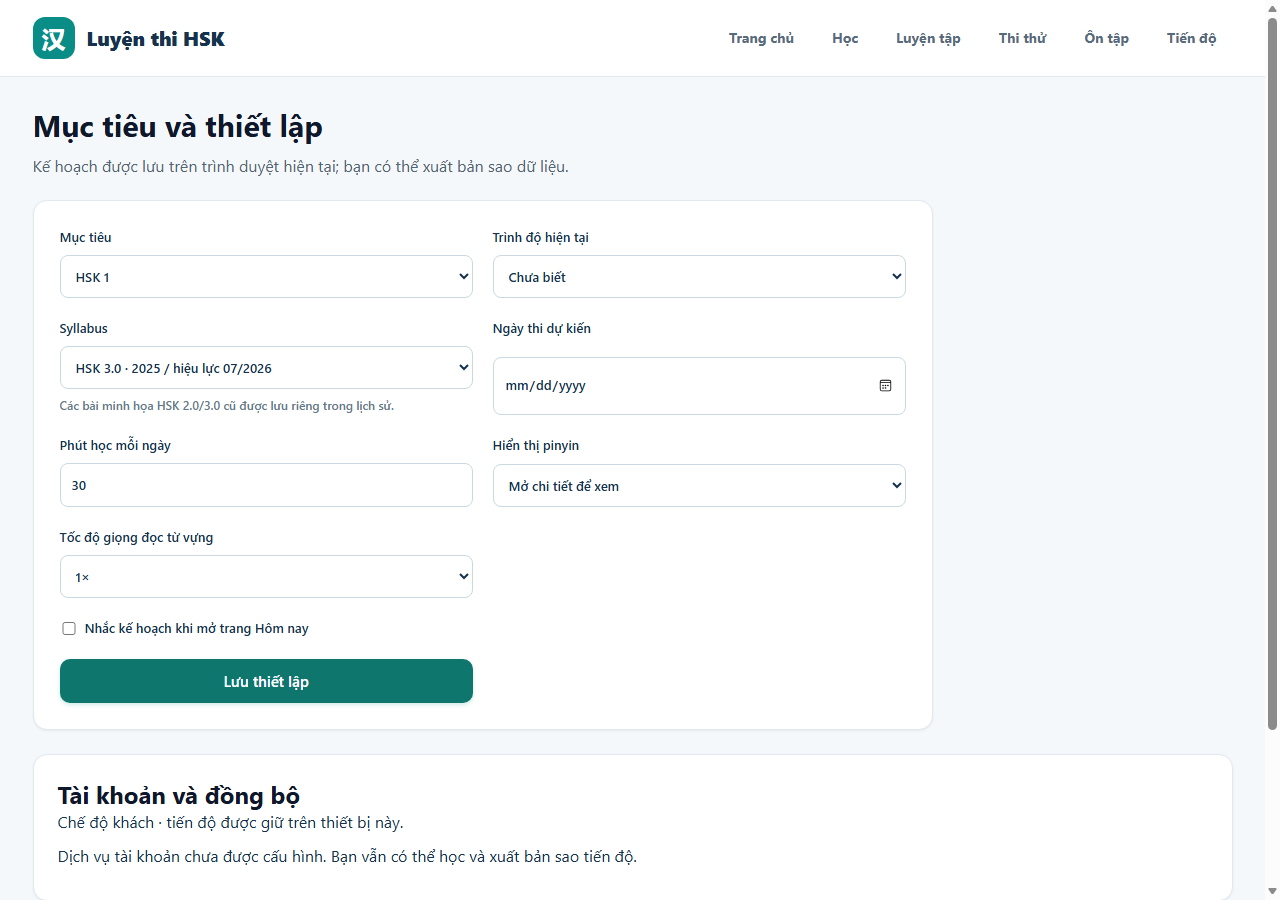 汉 Luyện thi HSK
Trang chủ Học Luyện tập Thi thử Ôn tập Tiến độ
Mục tiêu và thiết lập
Kế hoạch được lưu trên trình duyệt hiện tại; bạn có thể xuất bản sao dữ liệu.
Mục tiêu
HSK 1
Trình độ hiện tại
Chưa biết
Syllabus
HSK 3.0 · 2025 / hiệu lực 07/2026
Các bài minh họa HSK 2.0/3.0 cũ được lưu riêng trong lịch sử.
Ngày thi dự kiến
mm/dd/yyyy
Phút học mỗi ngày
30
Hiển thị pinyin
Mở chi tiết để xem
Tốc độ giọng đọc từ vựng
1×
Nhắc kế hoạch khi mở trang Hôm nay
Lưu thiết lập
Tài khoản và đồng bộ
Chế độ khách · tiến độ được giữ trên thiết bị này.
Dịch vụ tài khoản chưa được cấu hình. Bạn vẫn có thể học và xuất bản sao tiến độ.